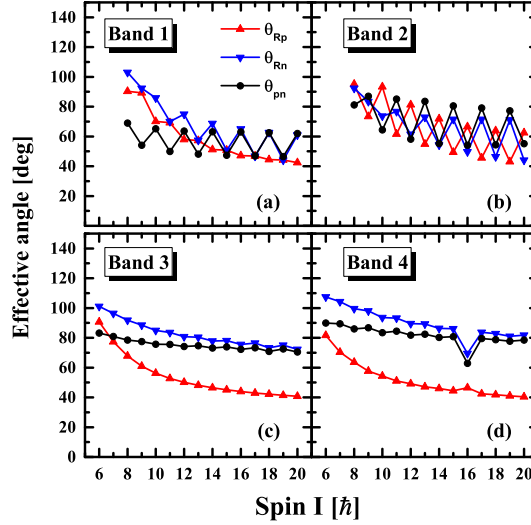 Band 1
θRp
θRn
θpn
(a)
Band 2
(b)
140
120
100
80
60
40
Band 3
(c)
Band 4
(d)
140
120
100
80
60
40
20
0
6 8 10 12 14 16 18 20 6 8 10 12 14 16 18 20
Effective angle [deg]
Spin I [ℏ]